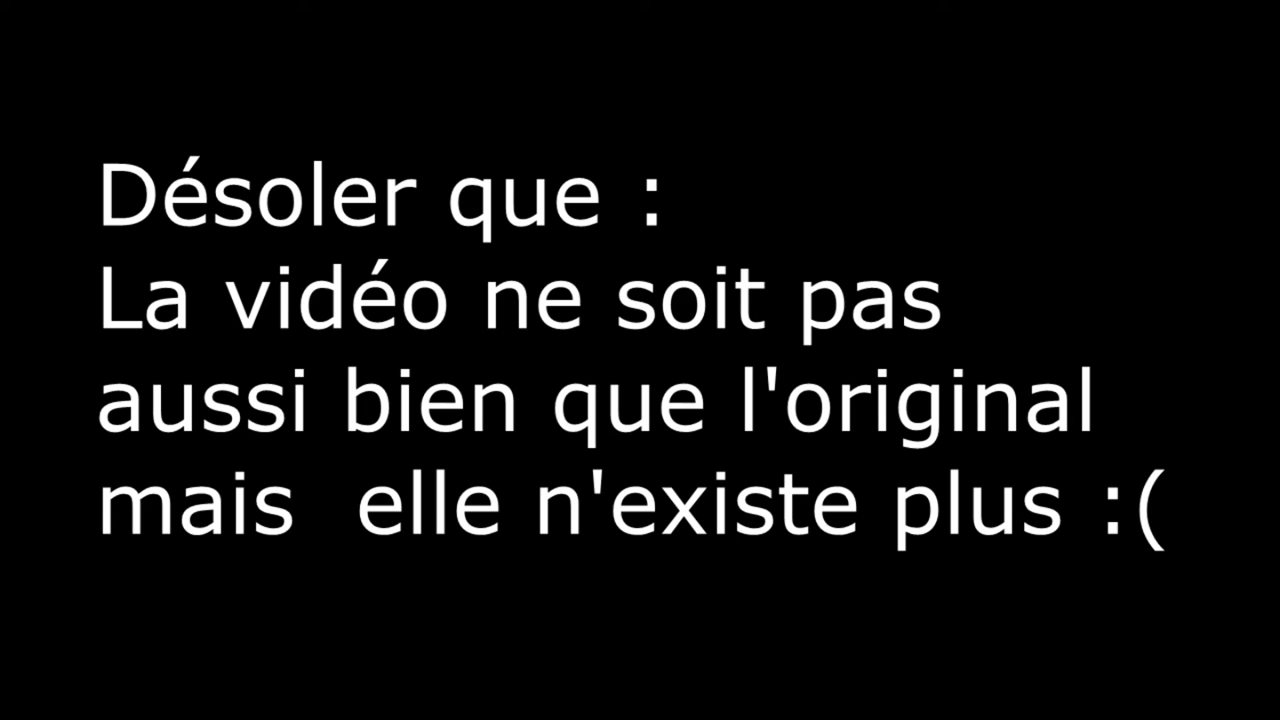 Désoler que :
La vidéo ne soit pas
aussi bien que l'original
mais  elle n'existe plus :(